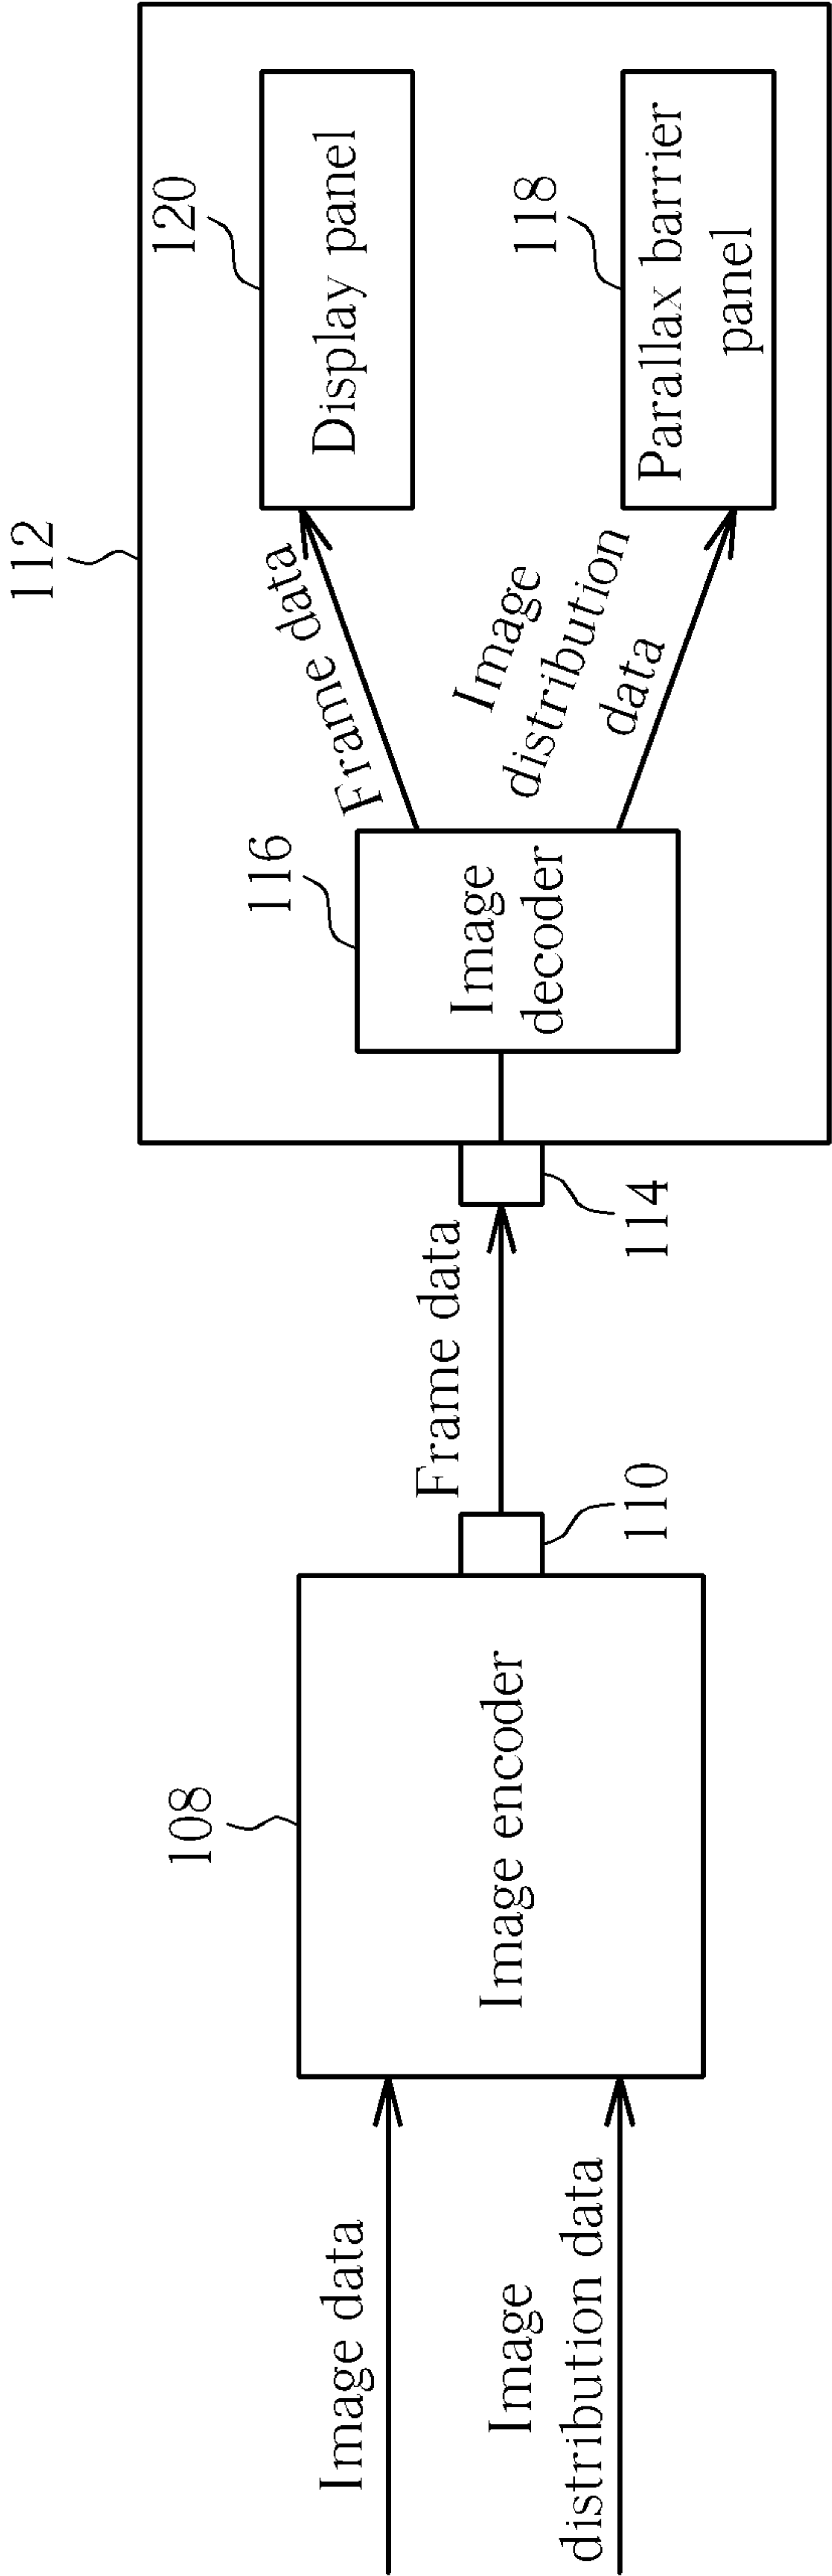 Image data
Image
distribution data
108
Image encoder
110
Frame data
114
112
116
Image
decoder
Frame data
Image
distribution
data
120
Display panel
118
Parallax barrier
panel